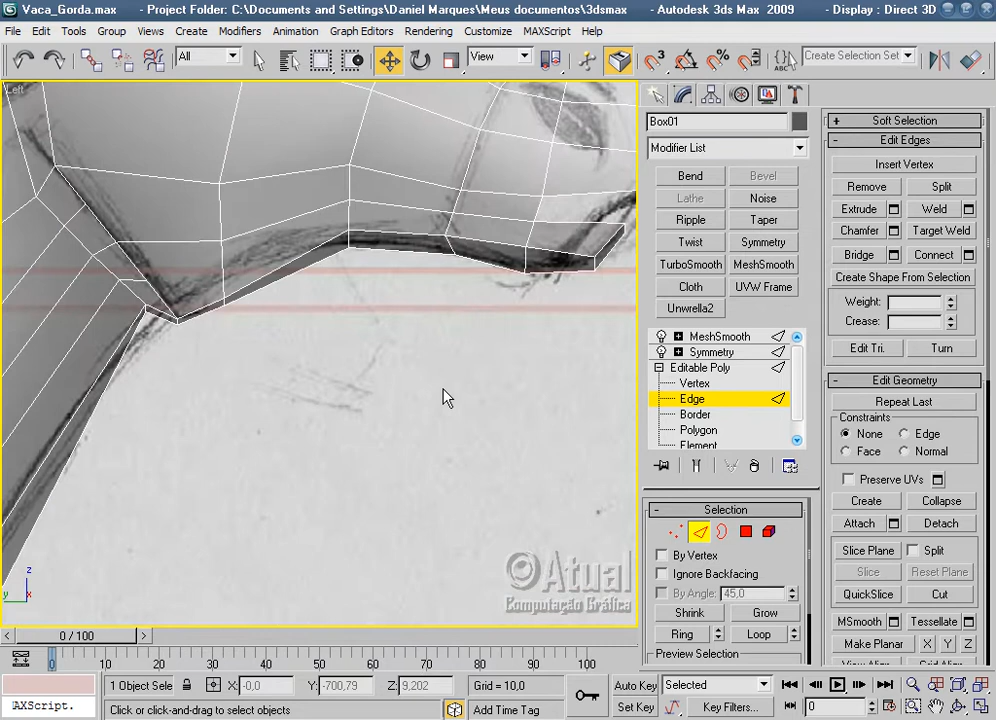 Vaca_Gorda.max - Project Folder: C:\Documents and Settings\Daniel Marques\Meus documentos\3dsmax - Autodesk 3ds Max 2009 - Display : Direct 3D
File Edit Tools Group Views Create Modifiers Animation Graph Editors Rendering Customize MAXScript Help
All View Create Selection Set
Left
Box01
Modifier List
Bend Bevel
Lathe Noise
Ripple Taper
Twist Symmetry
TurboSmooth MeshSmooth
Cloth UVW Frame
Unwrella2
MeshSmooth
Symmetry
Editable Poly
Vertex
Edge
Border
Polygon
Element
Selection
By Vertex
Ignore Backfacing
By Angle: 45,0
Shrink Grow
Ring Loop
Preview Selection
+ Soft Selection
- Edit Edges
Insert Vertex
Remove Split
Extrude Weld
Chamfer Target Weld
Bridge Connect
Create Shape From Selection
Weight:
Crease:
Edit Tri. Turn
- Edit Geometry
Repeat Last
Constraints
None Edge
Face Normal
Preserve UVs
Create Collapse
Attach Detach
Slice Plane Split
Slice Reset Plane
QuickSlice Cut
MSmooth Tessellate
Make Planar X Y Z
View Align Grid Align
Atual
Computação Gráfica
z
y x
< 0 / 100 >
0 10 20 30 40 50 60 70 80 90 100
1 Object Sele X: -0,0 Y: -700,79 Z: 9,202 Grid = 10,0 Auto Key Selected
AXScript. Click or click-and-drag to select objects Add Time Tag Set Key Key Filters... 0